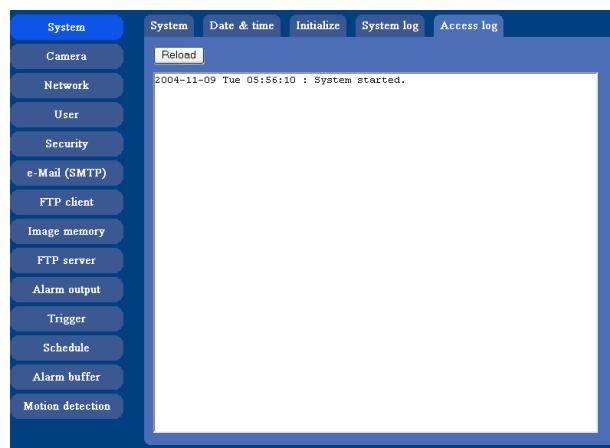 System
Camera
Network
User
Security
e-Mail (SMTP)
FTP client
Image memory
FTP server
Alarm output
Trigger
Schedule
Alarm buffer
Motion detection
System Date & time Initialize System log Access log
Reload
2004-11-09 Tue 05:56:10 : System started.